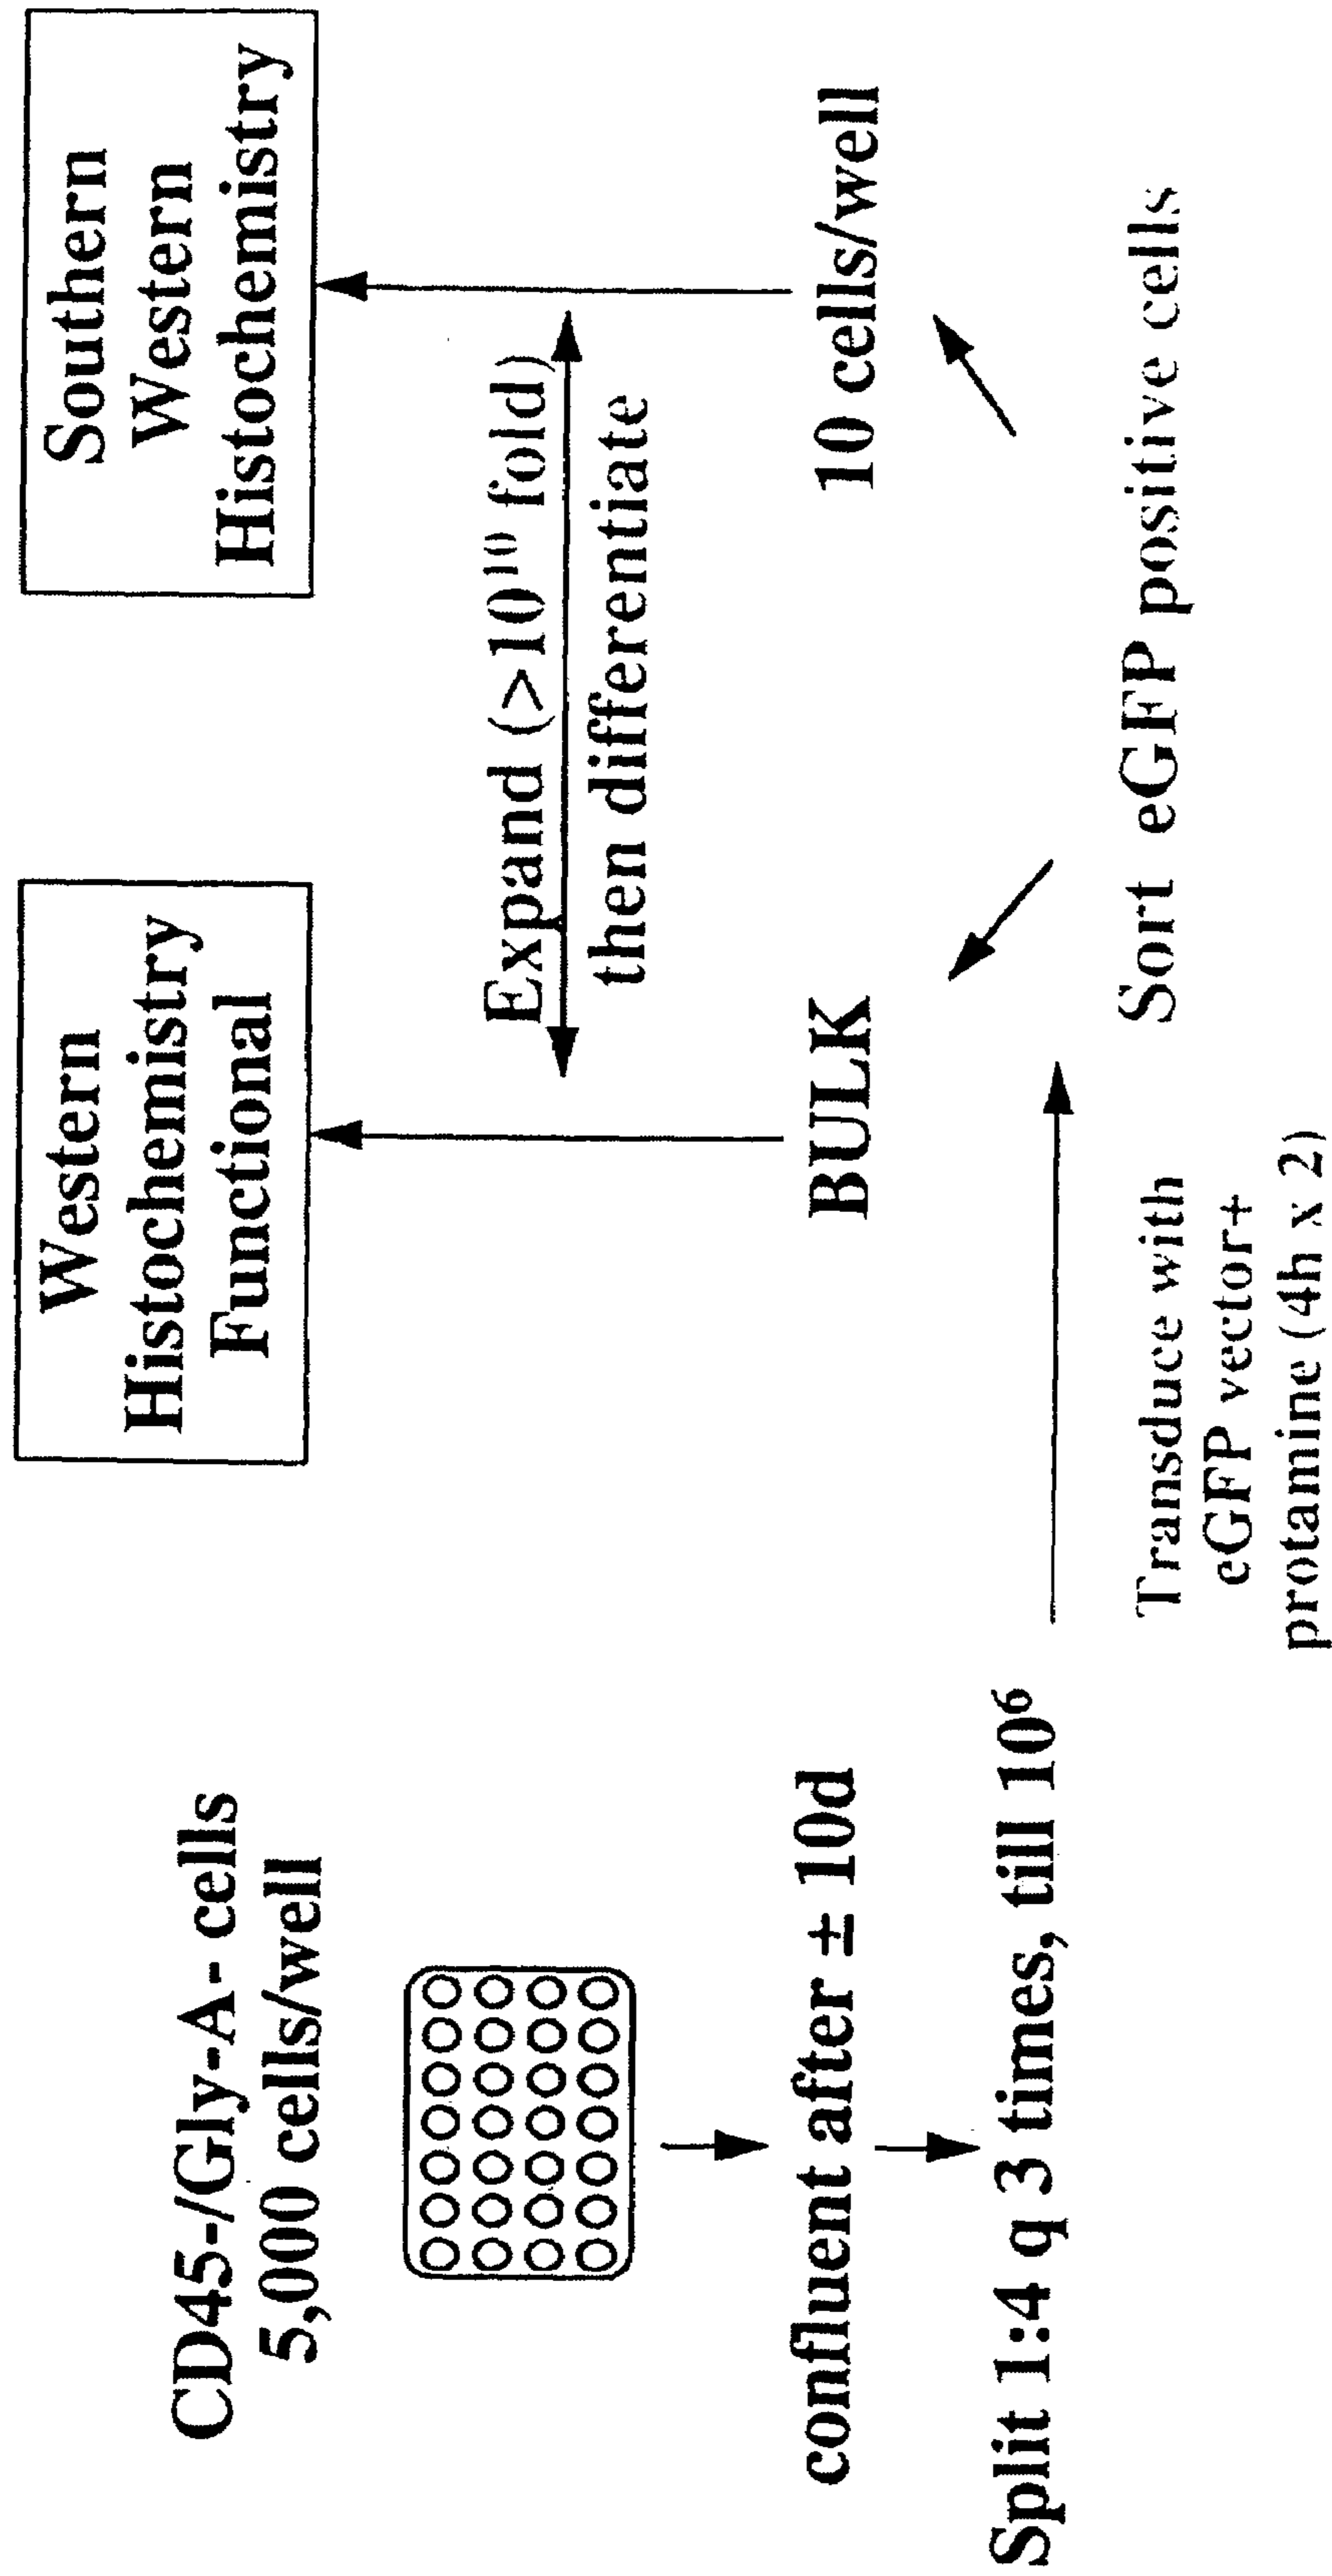 CD45-/Gly-A- cells
5,000 cells/well
confluent after ± 10d
Split 1:4 q 3 times, till 10⁶
Transduce with
eGFP vector+
protamine (4h x 2)
Sort eGFP positive cells
BULK
10 cells/well
Expand (>10¹⁰ fold)
then differentiate
Western
Histochemistry
Functional
Southern
Western
Histochemistry